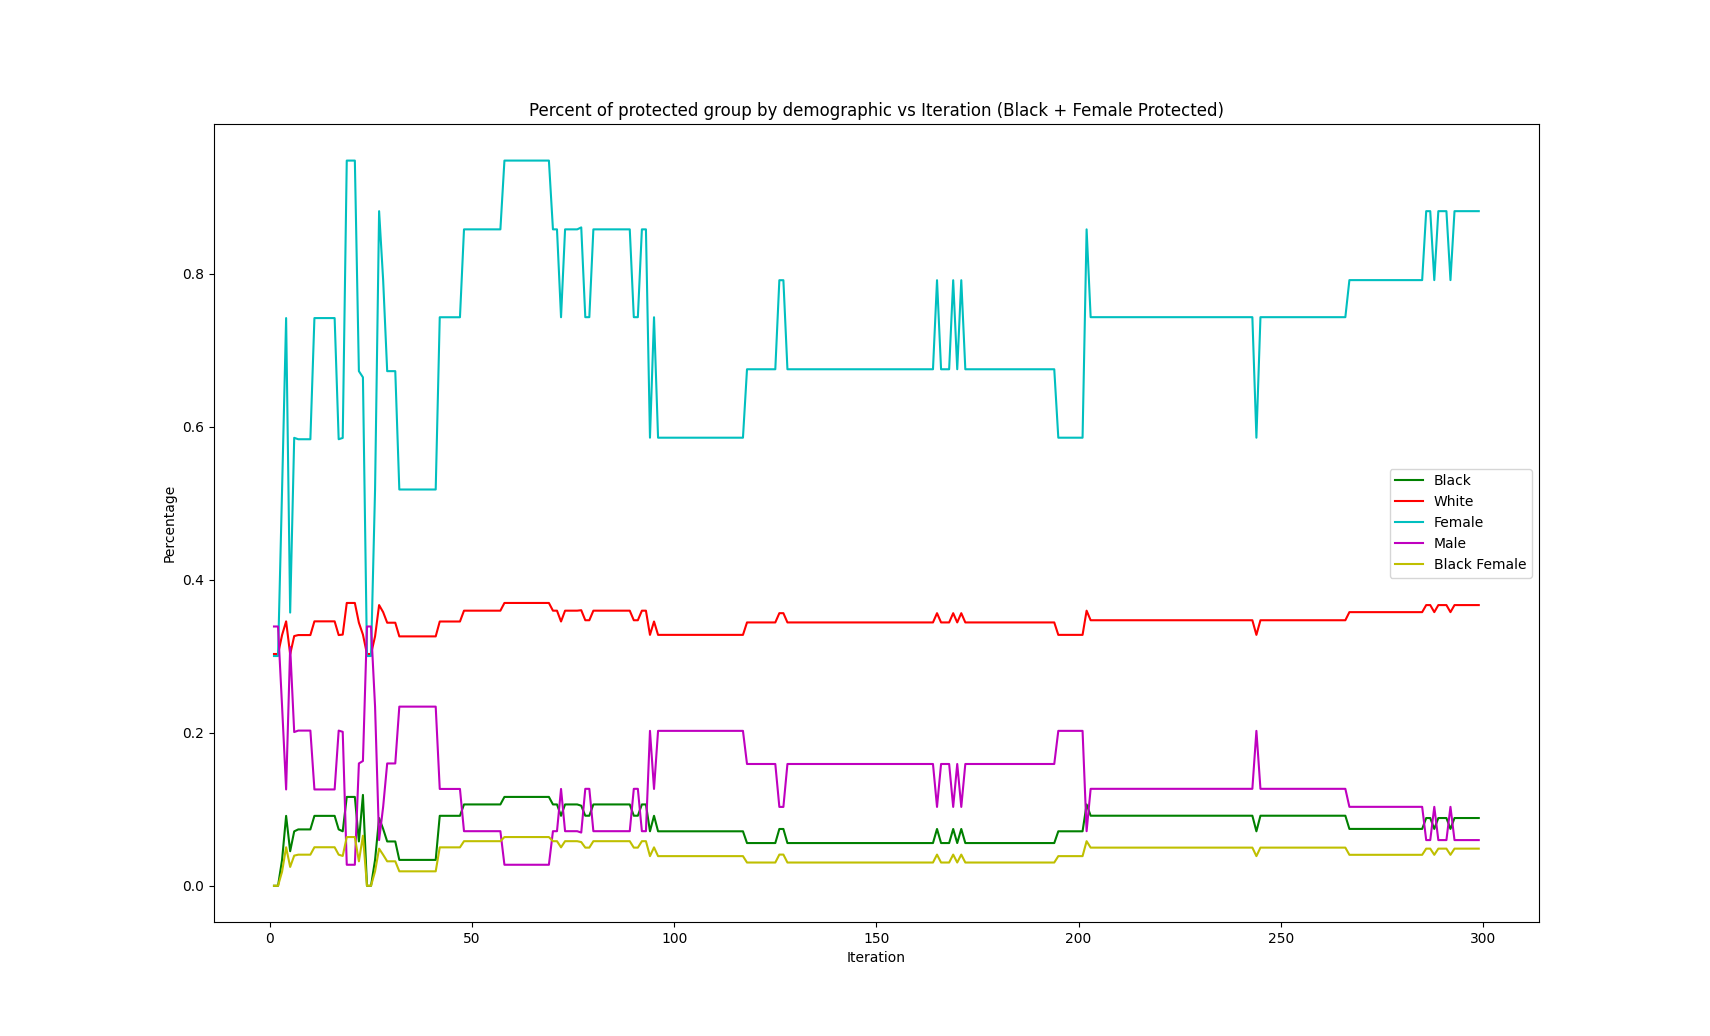 Percent of protected group by demographic vs Iteration (Black + Female Protected)
Percentage
0.8
0.6
0.4
0.2
0.0
Black
White
Female
Male
Black Female
0 50 100 150 200 250 300
Iteration